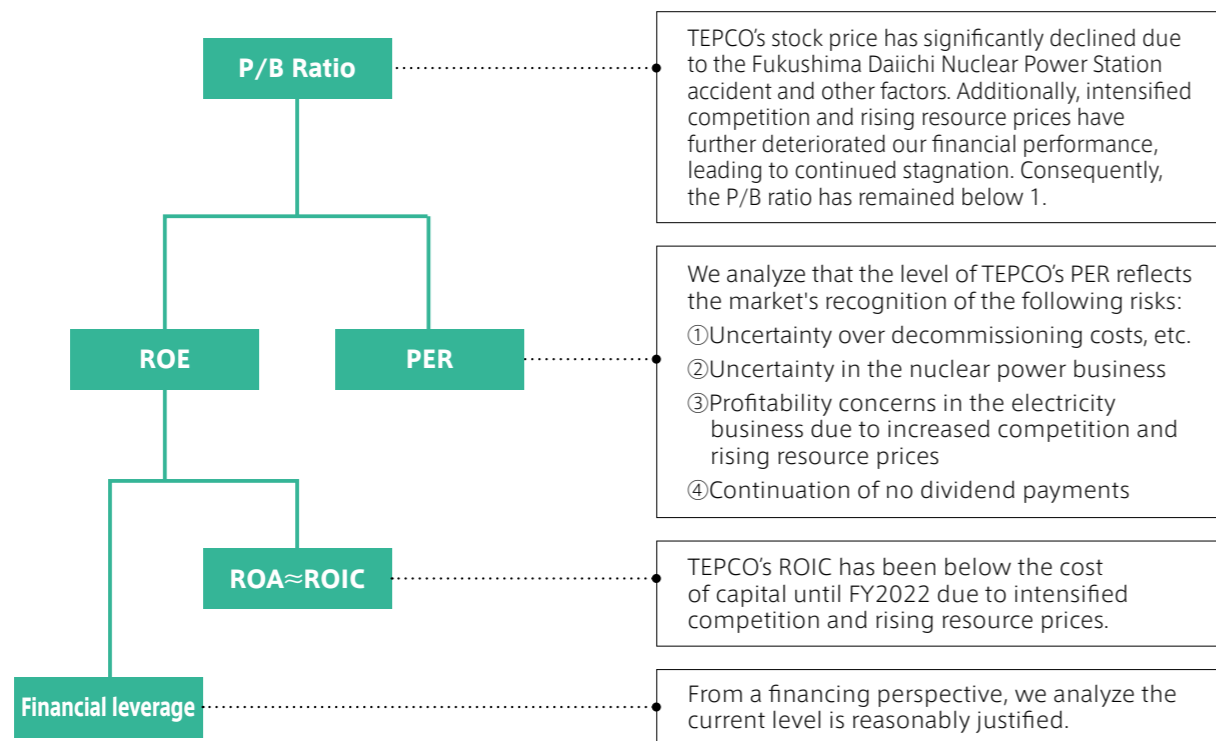 P/B Ratio
TEPCO's stock price has significantly declined due
to the Fukushima Daiichi Nuclear Power Station
accident and other factors. Additionally, intensified
competition and rising resource prices have
further deteriorated our financial performance,
leading to continued stagnation. Consequently,
the P/B ratio has remained below 1.
ROE
PER
We analyze that the level of TEPCO's PER reflects
the market's recognition of the following risks:
①Uncertainty over decommissioning costs, etc.
②Uncertainty in the nuclear power business
③Profitability concerns in the electricity
business due to increased competition and
rising resource prices
④Continuation of no dividend payments
ROA≈ROIC
TEPCO's ROIC has been below the cost
of capital until FY2022 due to intensified
competition and rising resource prices.
Financial leverage
From a financing perspective, we analyze the
current level is reasonably justified.